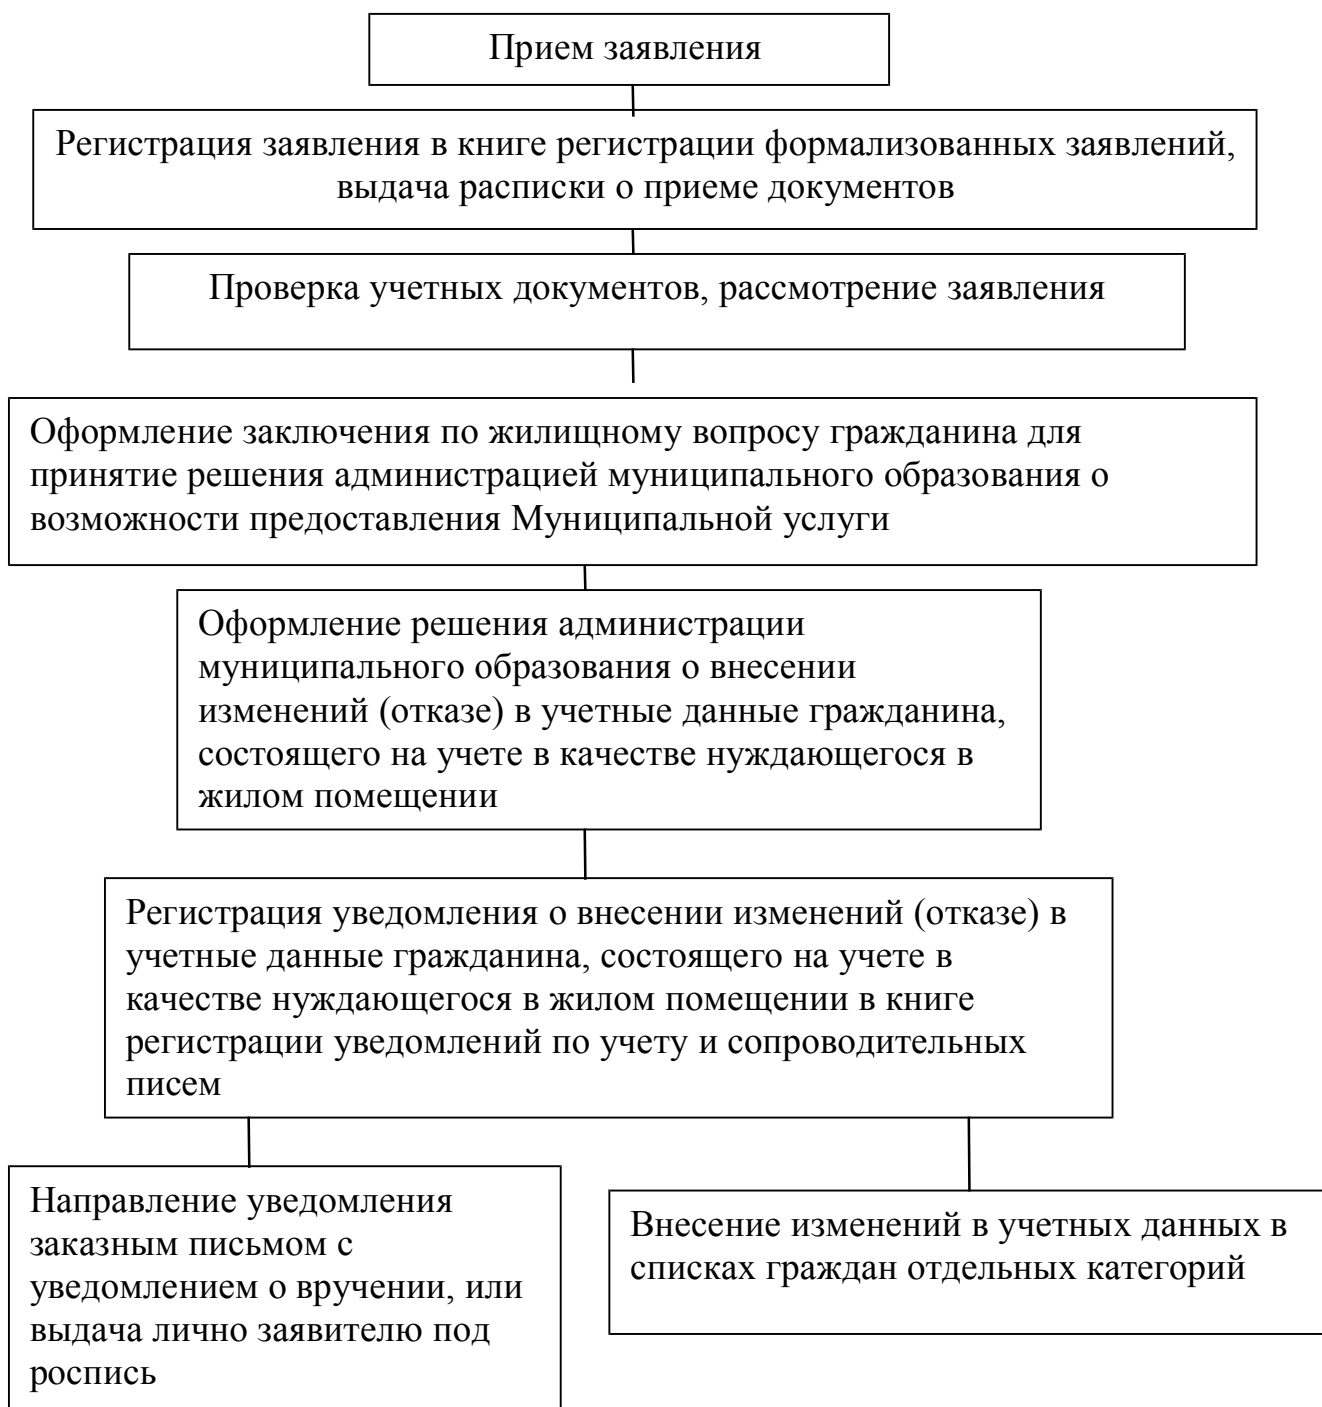 Прием заявления
Регистрация заявления в книге регистрации формализованных заявлений,
выдача расписки о приеме документов
Проверка учетных документов, рассмотрение заявления
Оформление заключения по жилищному вопросу гражданина для
принятие решения администрацией муниципального образования о
возможности предоставления Муниципальной услуги
Оформление решения администрации
муниципального образования о внесении
изменений (отказе) в учетные данные гражданина,
состоящего на учете в качестве нуждающегося в
жилом помещении
Регистрация уведомления о внесении изменений (отказе) в
учетные данные гражданина, состоящего на учете в
качестве нуждающегося в жилом помещении в книге
регистрации уведомлений по учету и сопроводительных
писем
Направление уведомления
заказным письмом с
уведомлением о вручении, или
выдача лично заявителю под
роспись
Внесение изменений в учетных данных в
списках граждан отдельных категорий